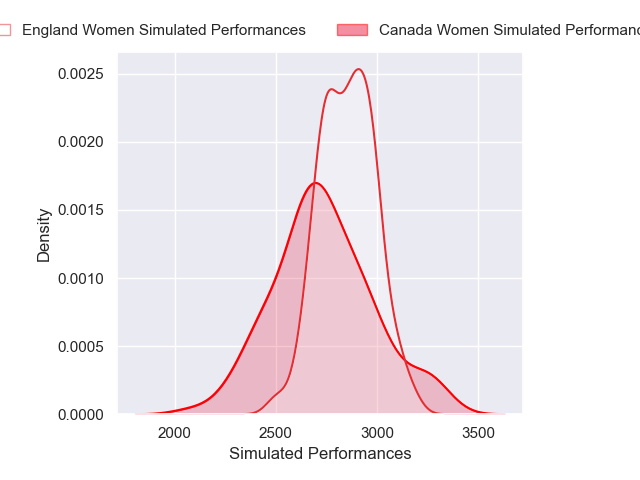 England Women Simulated Performances
Canada Women Simulated Performanc
0.0025
0.0020
0.0015
0.0010
0.0005
0.0000
Density
2000 2500 3000 3500
Simulated Performances